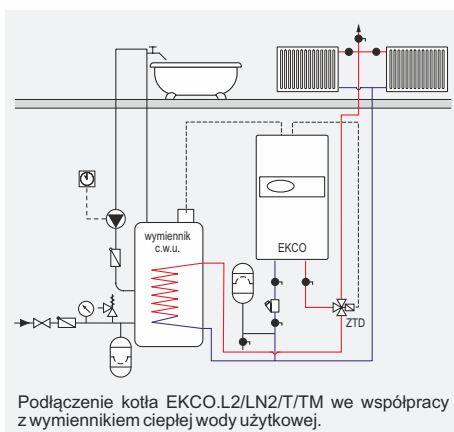 wymiennik
c.w.u.
EKCO
ZTD
Podłączenie kotła EKCO.L2/LN2/T/TM we współpracy
z wymiennikiem ciepłej wody użytkowej.